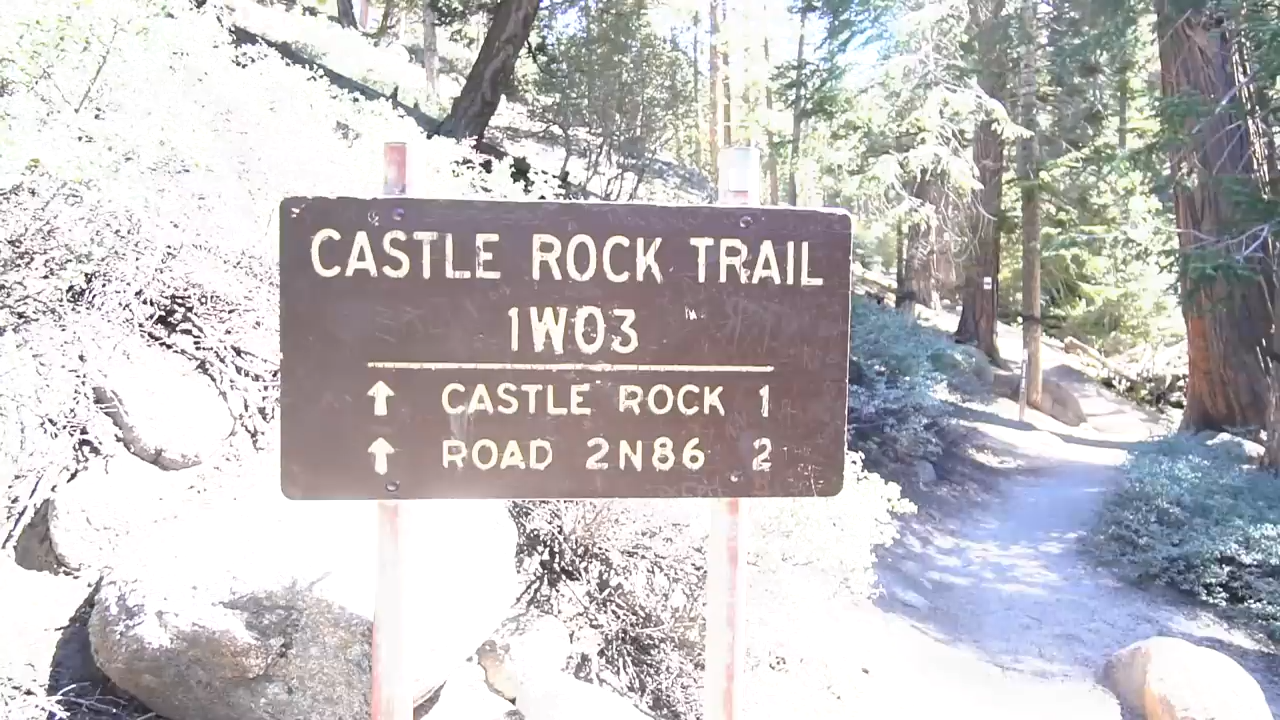 CASTLE ROCK TRAIL
1W03
↑ CASTLE ROCK 1
↑ ROAD 2N86 2